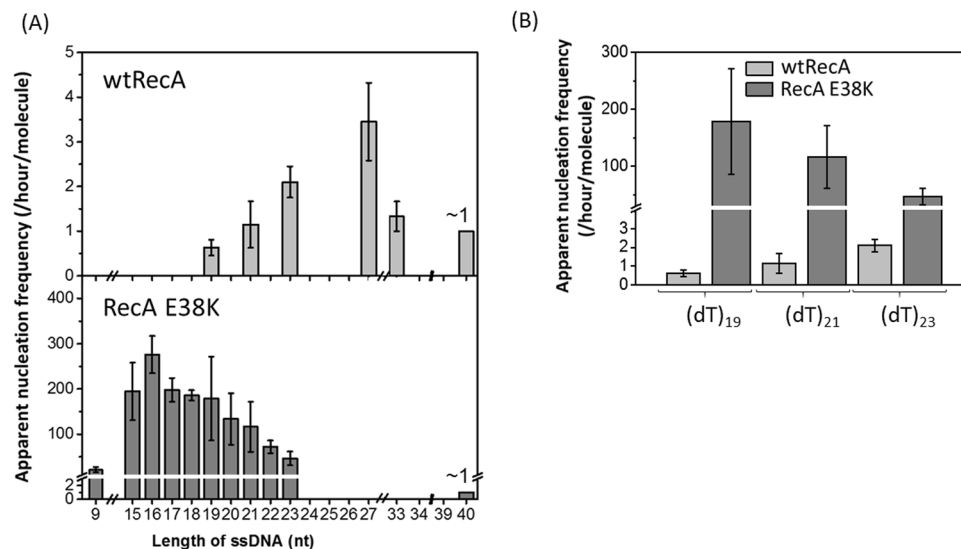 (A)
Apparent nucleation frequency (/hour/molecule)
5
4
3
2
1
0
wtRecA
~1
400
300
200
100
2
0
RecA E38K
~1
9 15 16 17 18 19 20 21 22 23 24 25 26 27 33 34 39 40
Length of ssDNA (nt)
(B)
Apparent nucleation frequency
(/hour/molecule)
300
200
100
5
4
3
2
1
0
wtRecA
RecA E38K
(dT)19 (dT)21 (dT)23